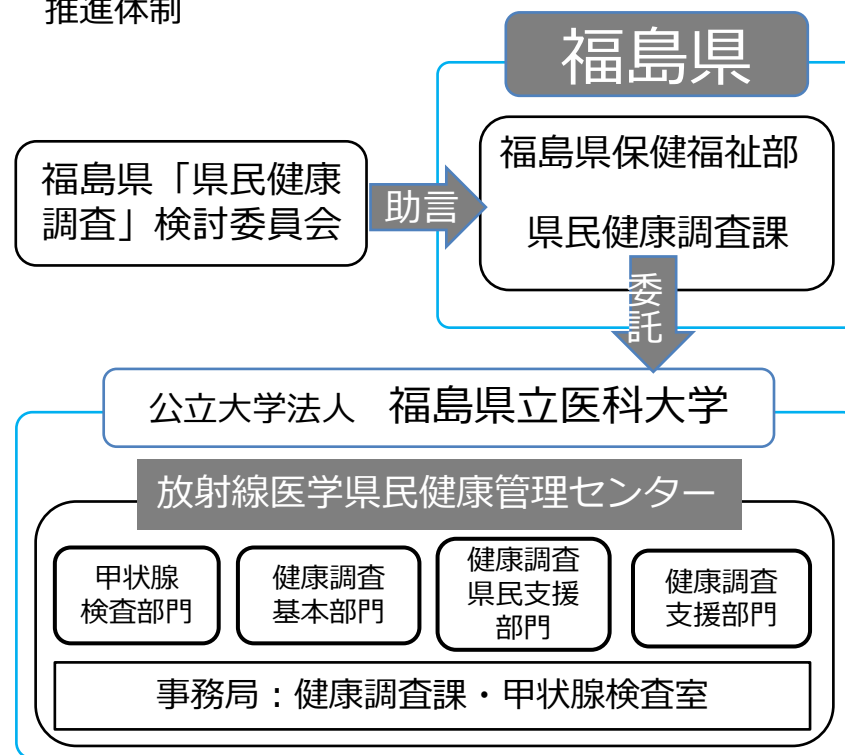 推進体制
福島県
福島県「県民健康
調査」検討委員会
助言
福島県保健福祉部
県民健康調査課
委託
公立大学法人　福島県立医科大学
放射線医学県民健康管理センター
甲状腺
検査部門
健康調査
基本部門
健康調査
県民支援
部門
健康調査
支援部門
事務局：健康調査課・甲状腺検査室